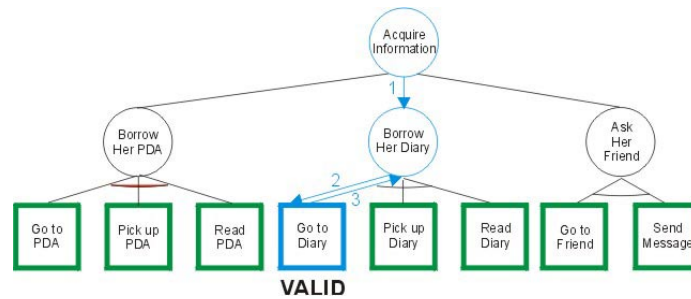 Acquire
Information
1
Borrow
Her PDA
Borrow
Her Diary
Ask
Her
Friend
2
3
Go to
PDA
Pick up
PDA
Read
PDA
Go to
Diary
Pick up
Diary
Read
Diary
Go to
Friend
Send
Message
VALID